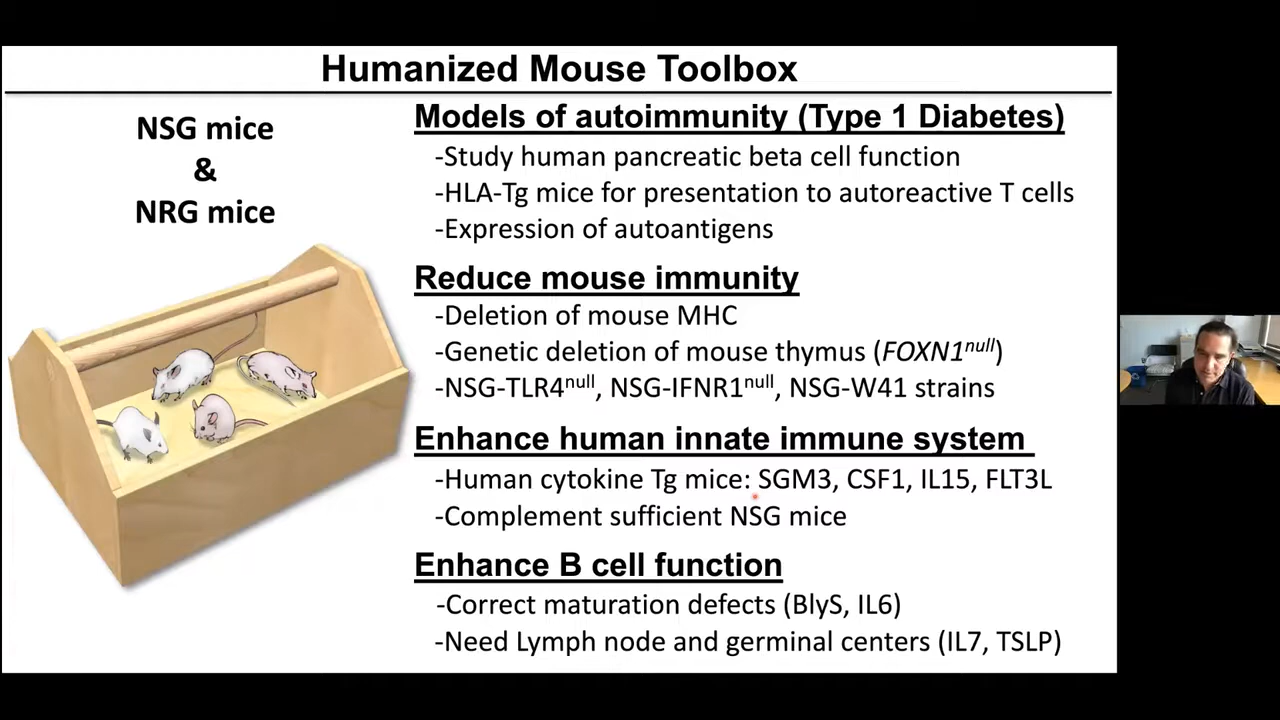 Humanized Mouse Toolbox
NSG mice
&
NRG mice
Models of autoimmunity (Type 1 Diabetes)
-Study human pancreatic beta cell function
-HLA-Tg mice for presentation to autoreactive T cells
-Expression of autoantigens
Reduce mouse immunity
-Deletion of mouse MHC
-Genetic deletion of mouse thymus (FOXN1null)
-NSG-TLR4null, NSG-IFNR1null, NSG-W41 strains
Enhance human innate immune system
-Human cytokine Tg mice: SGM3, CSF1, IL15, FLT3L
-Complement sufficient NSG mice
Enhance B cell function
-Correct maturation defects (BlyS, IL6)
-Need Lymph node and germinal centers (IL7, TSLP)